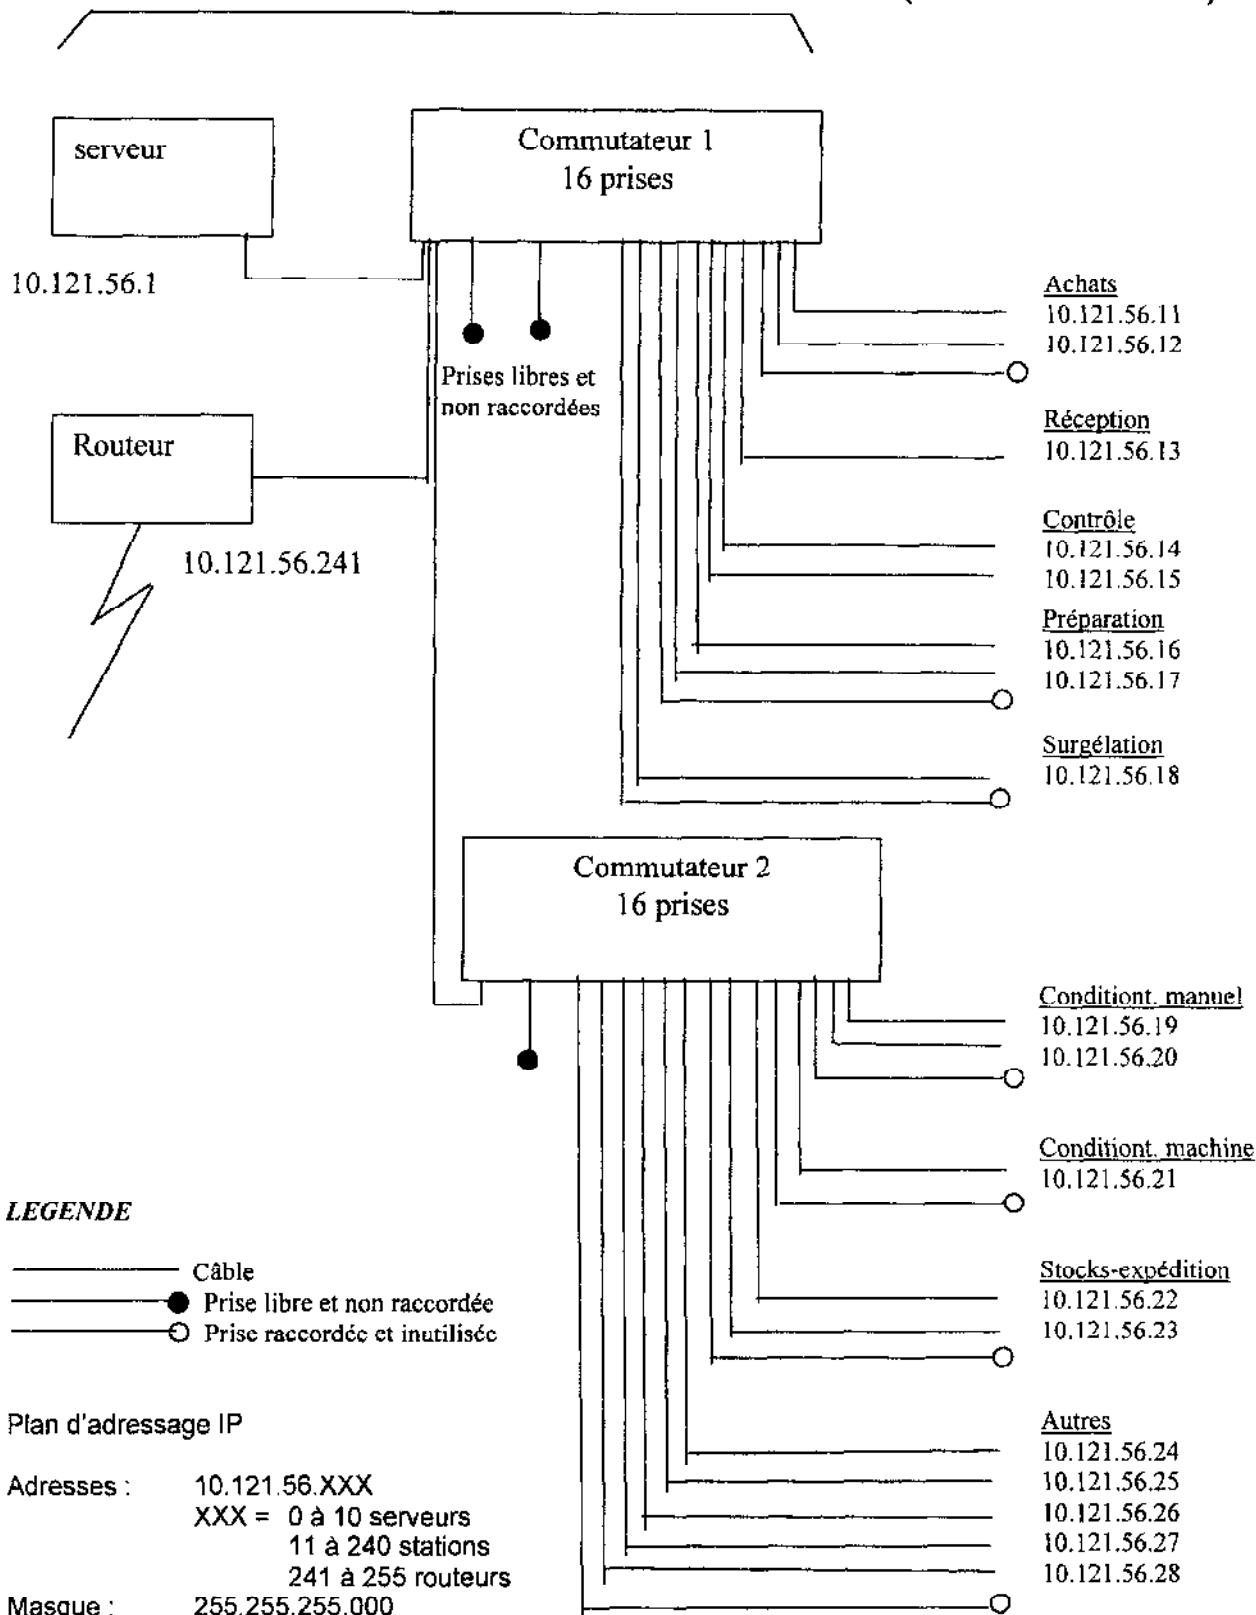 serveur
10.121.56.1
Commutateur 1
16 prises
Prises libres et
non raccordées
Routeur
10.121.56.241
Achats
10.121.56.11
10.121.56.12
Réception
10.121.56.13
Contrôle
10.121.56.14
10.121.56.15
Préparation
10.121.56.16
10.121.56.17
Surgélation
10.121.56.18
Commutateur 2
16 prises
Conditiont. manuel
10.121.56.19
10.121.56.20
Conditiont. machine
10.121.56.21
Stocks-expédition
10.121.56.22
10.121.56.23
Autres
10.121.56.24
10.121.56.25
10.121.56.26
10.121.56.27
10.121.56.28
LEGENDE
Câble
Prise libre et non raccordée
Prise raccordée et inutilisée
Plan d'adressage IP
Adresses : 10.121.56.XXX
XXX = 0 à 10 serveurs
11 à 240 stations
241 à 255 routeurs
Masque : 255.255.255.000